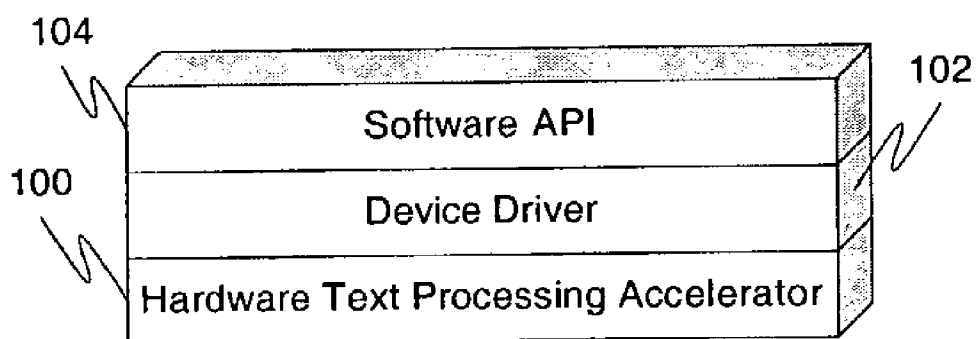 104
102
Software API
100
Device Driver
Hardware Text Processing Accelerator